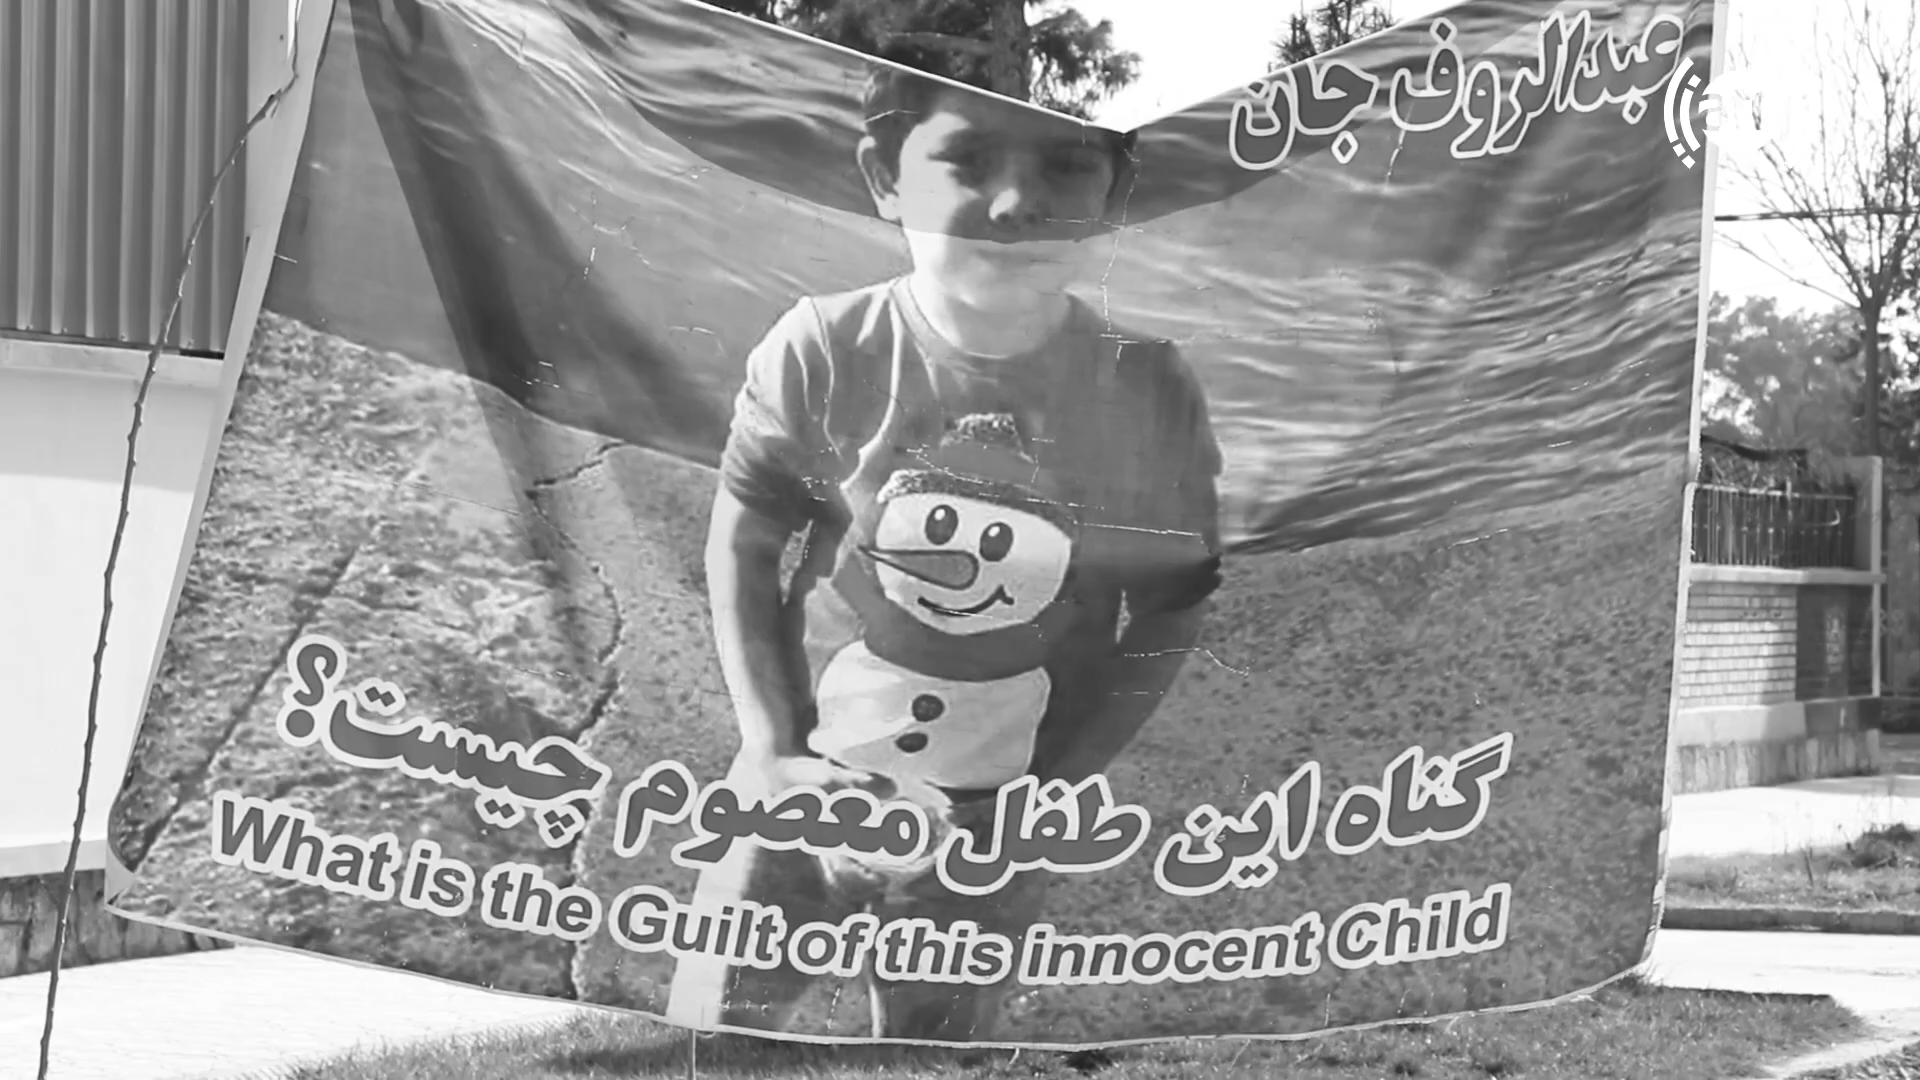 عبدالروف جان
گناه این طفل معصوم چیست؟
What is the Guilt of this innocent Child